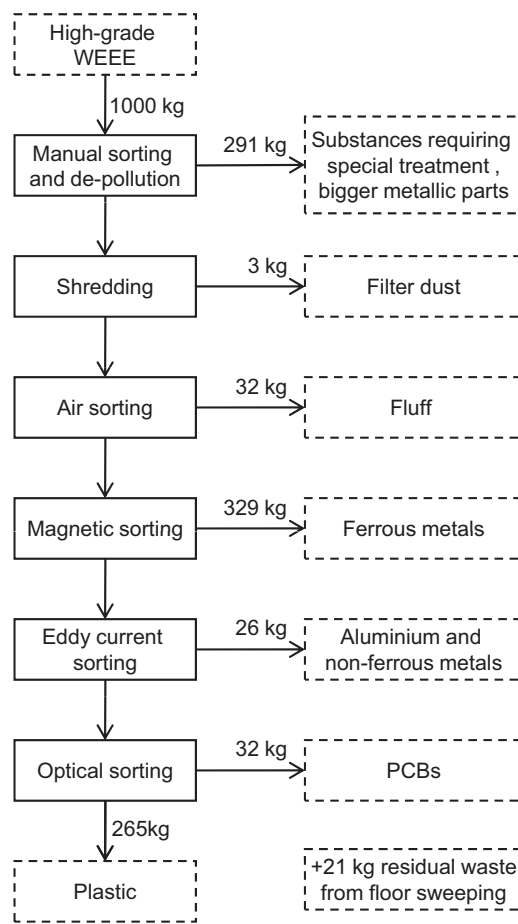 High-grade
WEEE
1000 kg
Manual sorting
and de-pollution
291 kg
Substances requiring
special treatment ,
bigger metallic parts
Shredding
3 kg
Filter dust
Air sorting
32 kg
Fluff
Magnetic sorting
329 kg
Ferrous metals
Eddy current
sorting
26 kg
Aluminium and
non-ferrous metals
Optical sorting
32 kg
PCBs
265kg
Plastic
+21 kg residual waste
from floor sweeping